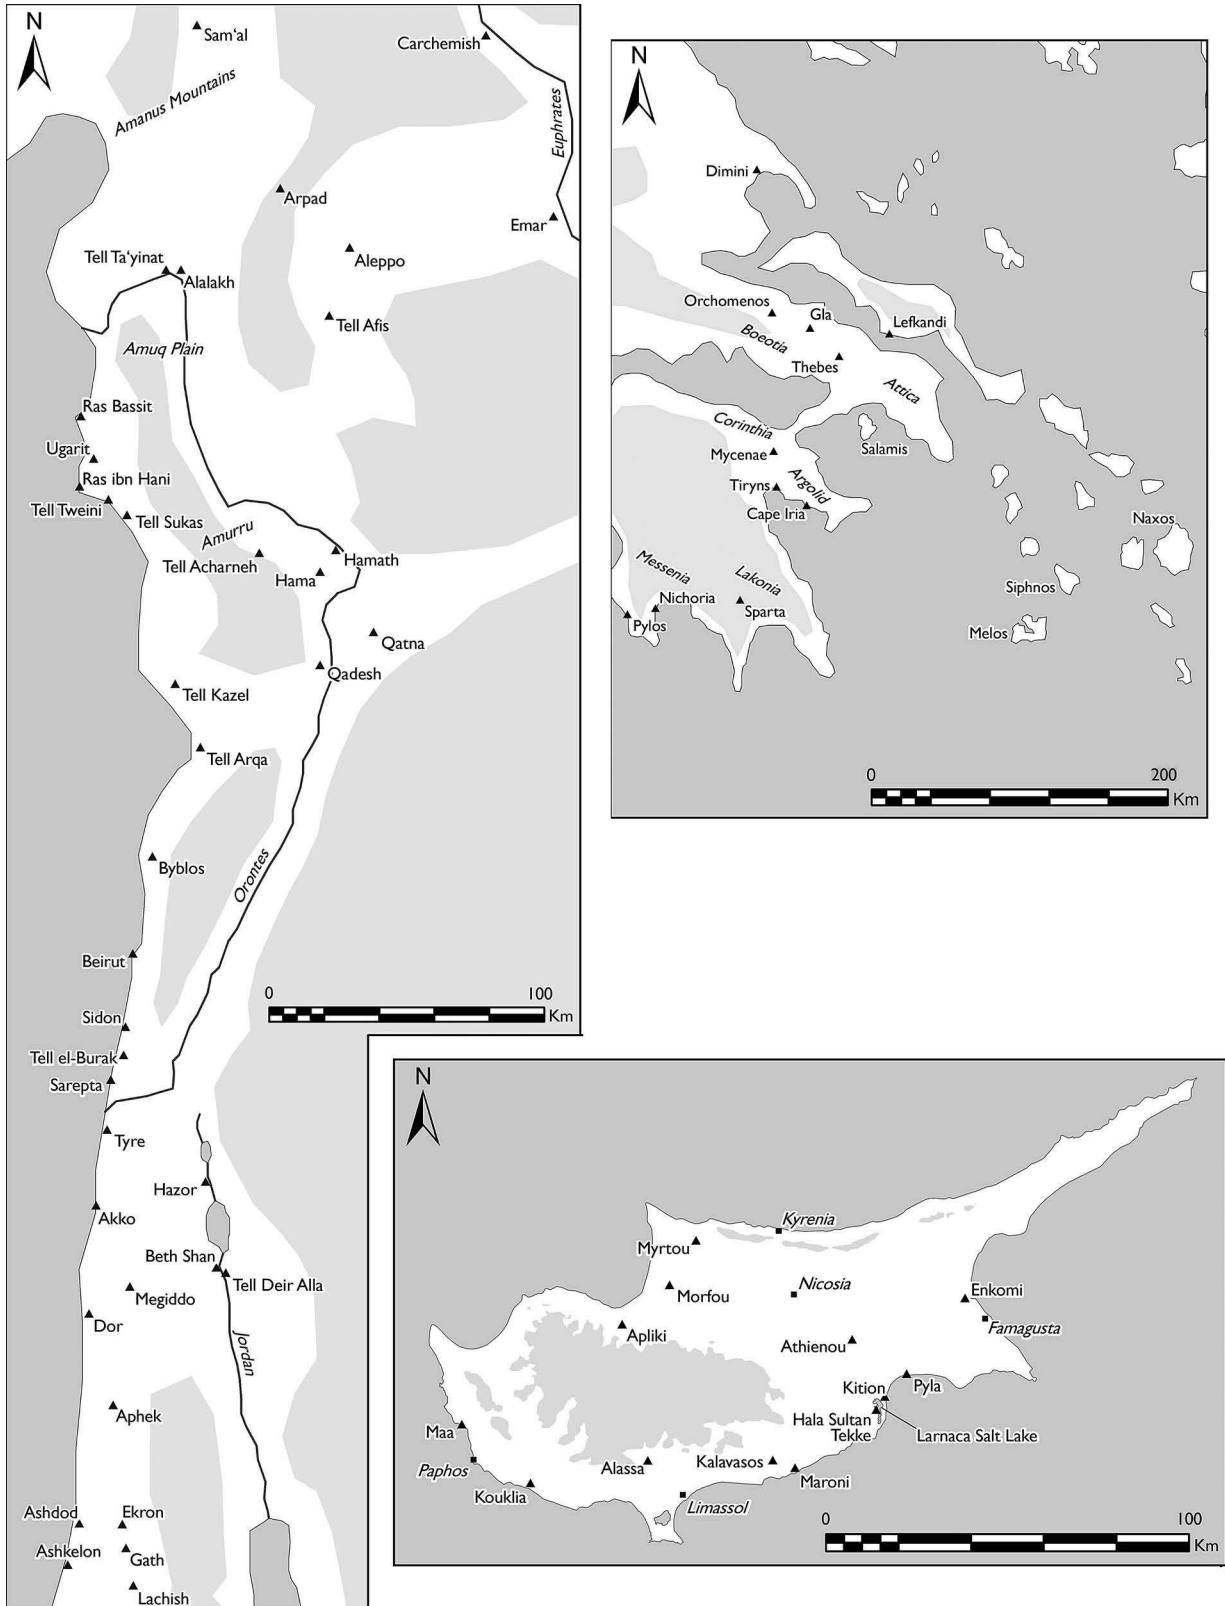 N
Sam‘al
Carchemish
Amanus Mountains
Euphrates
Arpad
Emar
Aleppo
Tell Ta‘yinat
Alalakh
Tell Afis
Amuq Plain
Ras Bassit
Ugarit
Ras ibn Hani
Tell Tweini
Tell Sukas
Amurru
Tell Acharneh
Hamath
Hama
Qatna
Qadesh
Tell Kazel
Tell Arqa
Byblos
Orontes
Beirut
0 100
Km
Sidon
Tell el-Burak
Sarepta
Tyre
Hazor
Akko
Beth Shan
Tell Deir Alla
Megiddo
Dor
Jordan
Aphek
Ashdod
Ekron
Ashkelon
Gath
Lachish
N
Dimini
Orchomenos
Gla
Lefkandi
Boeotia
Thebes
Attica
Corinthia
Salamis
Mycenae
Tiryns
Argolid
Cape Iria
Naxos
Messenia
Lakonia
Siphnos
Nichoria
Sparta
Pylos
Melos
0 200
Km
N
Kyrenia
Myrtou
Nicosia
Morfou
Enkomi
Apliki
Famagusta
Athienou
Pyla
Kition
Hala Sultan
Tekke
Larnaca Salt Lake
Maa
Paphos
Alassa
Kalavasos
Maroni
Kouklia
Limassol
0 100
Km